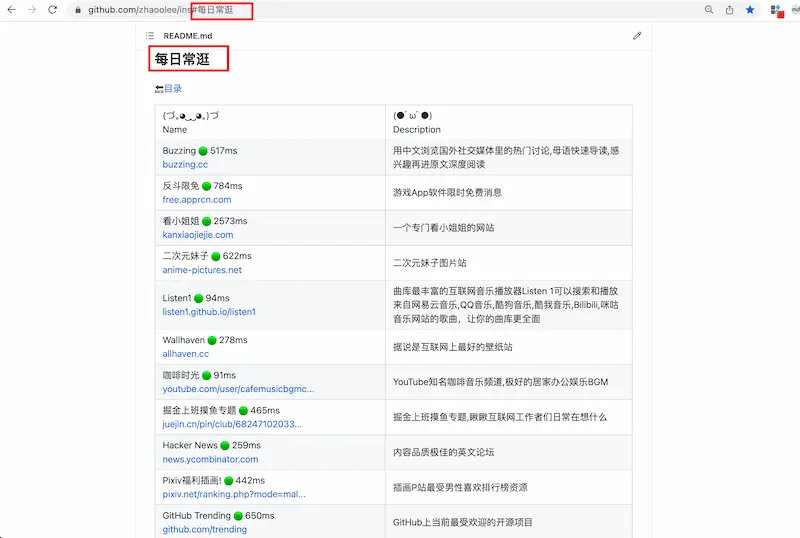 github.com/zhaoolee/ins#每日常逛
README.md
每日常逛
目录
(づ｡◕‿‿◕｡)づ
Name
(●ˊωˋ●)
Description
Buzzing 🟢 517ms
buzzing.cc
用中文浏览国外社交媒体里的热门讨论,母语快速导读,感
兴趣再进原文深度阅读
反斗限免 🟢 784ms
free.apprcn.com
游戏App软件限时免费消息
看小姐姐 🟢 2573ms
kanxiaojiejie.com
一个专门看小姐姐的网站
二次元妹子 🟢 622ms
anime-pictures.net
二次元妹子图片站
Listen1 🟢 94ms
listen1.github.io/listen1
曲库最丰富的互联网音乐播放器Listen 1可以搜索和播放
来自网易云音乐,QQ音乐,酷狗音乐,酷我音乐,Bilibili,咪咕
音乐网站的歌曲，让你的曲库更全面
Wallhaven 🟢 278ms
allhaven.cc
据说是互联网上最好的壁纸站
咖啡时光 🟢 91ms
youtube.com/user/cafemusicbgmc...
YouTube知名咖啡音乐频道,极好的居家办公娱乐BGM
掘金上班摸鱼专题 🟢 465ms
juejin.cn/pin/club/68247102033...
掘金上班摸鱼专题,瞅瞅互联网工作者们日常在想什么
Hacker News 🟢 259ms
news.ycombinator.com
内容品质极佳的英文论坛
Pixiv福利插画! 🟢 442ms
pixiv.net/ranking.php?mode=mal...
插画P站最受男性喜欢排行榜资源
GitHub Trending 🟢 650ms
github.com/trending
GitHub上当前最受欢迎的开源项目